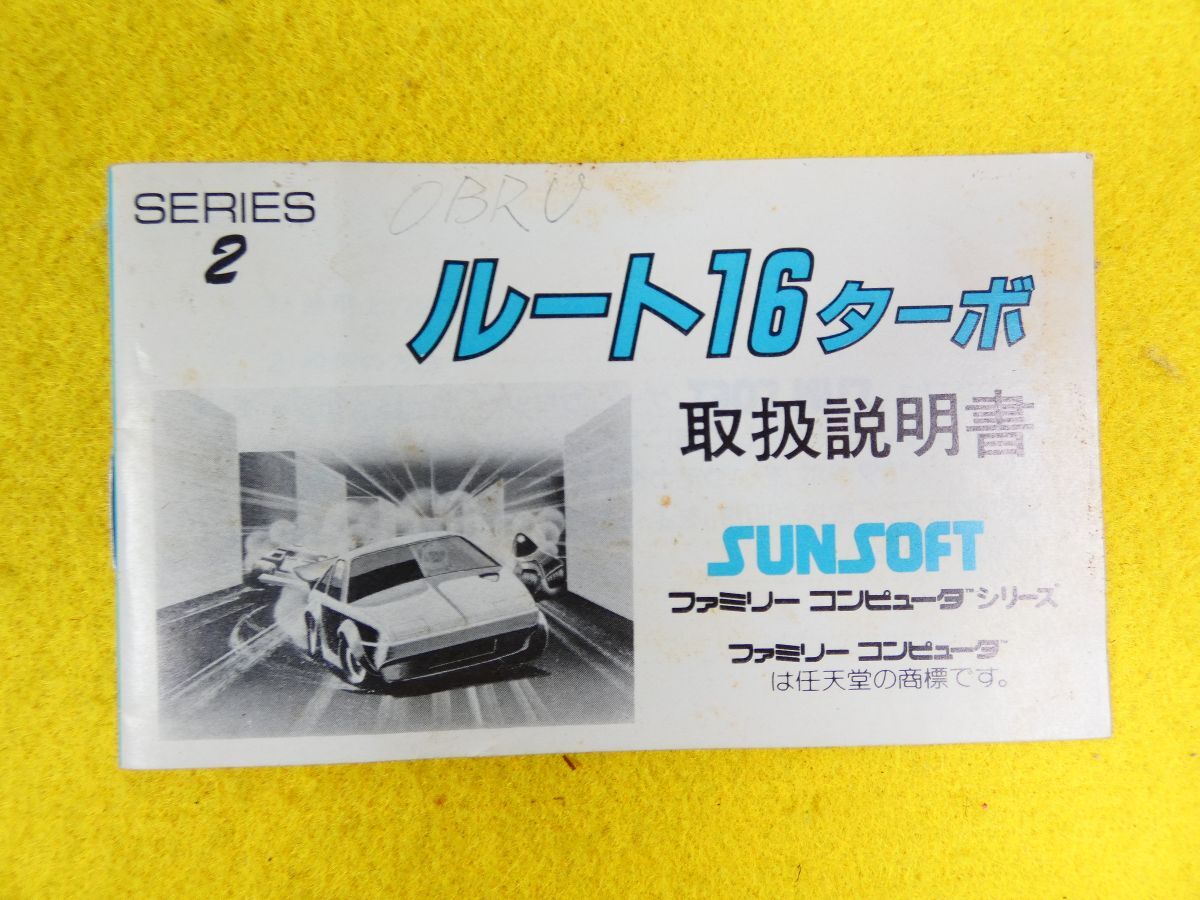 SERIES
2
OBRU
ルート16ターボ
取扱説明書
SUNSOFT
ファミリー コンピュータ™シリーズ
ファミリー コンピュータ™
は任天堂の商標です。